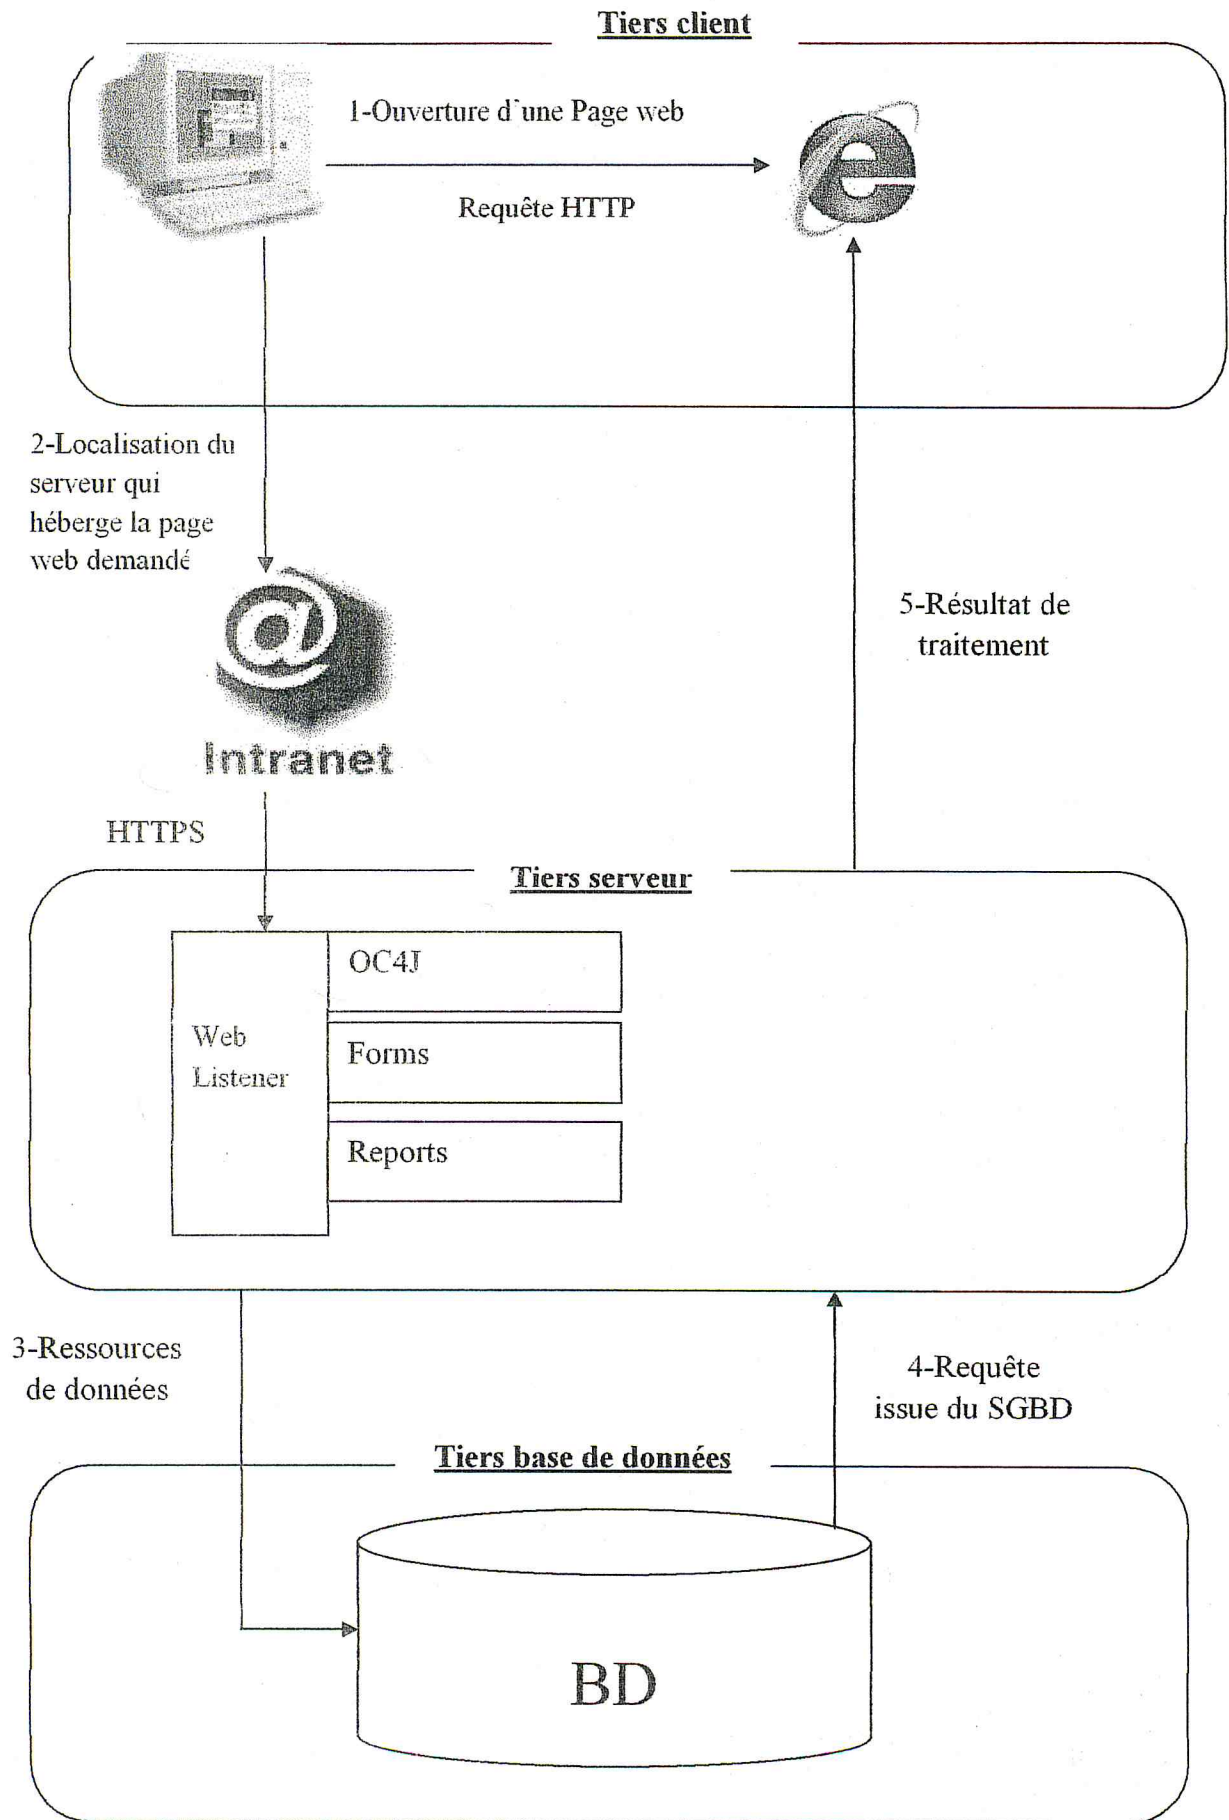 Tiers client
1-Ouverture d`une Page web
Requête HTTP
2-Localisation du
serveur qui
héberge la page
web demandé
Intranet
5-Résultat de
traitement
HTTPS
Tiers serveur
Web
Listener
OC4J
Forms
Reports
3-Ressources
de données
4-Requête
issue du SGBD
Tiers base de données
BD